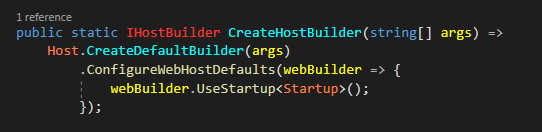 1 reference
public static IHostBuilder CreateHostBuilder(string[] args) =>
Host.CreateDefaultBuilder(args)
.ConfigureWebHostDefaults(webBuilder => {
webBuilder.UseStartup<Startup>();
});